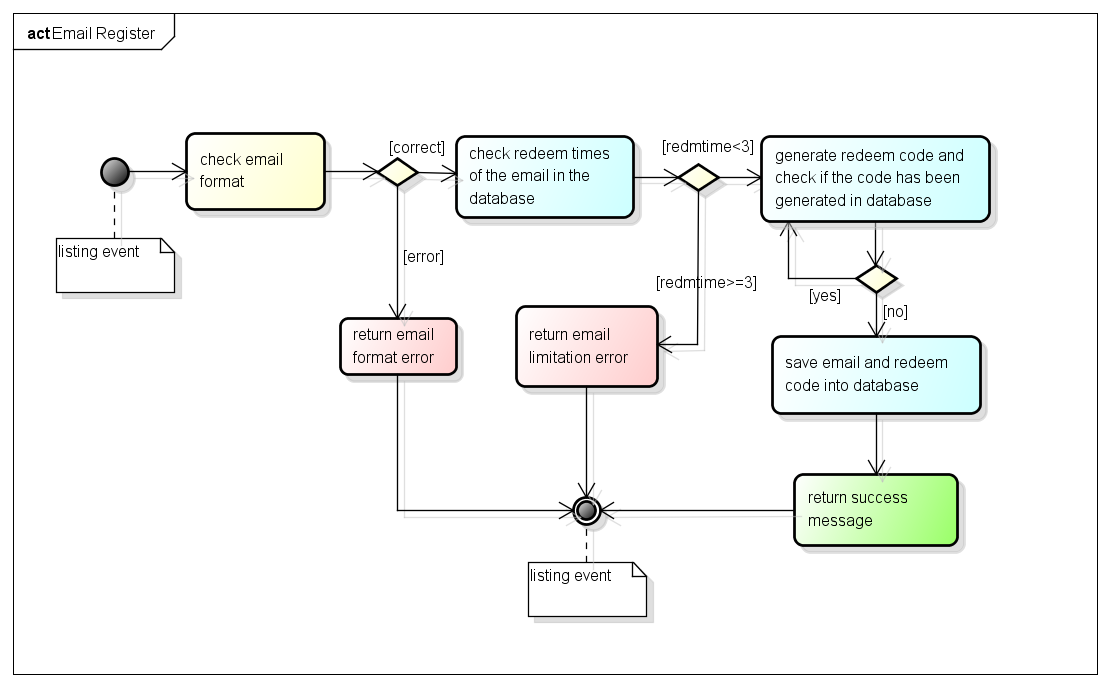 act Email Register
check email
format
[correct]
check redeem times
of the email in the
database
[redmtime<3]
generate redeem code and
check if the code has been
generated in database
listing event
[error]
[redmtime>=3]
[yes]
[no]
return email
format error
return email
limitation error
save email and redeem
code into database
return success
message
listing event